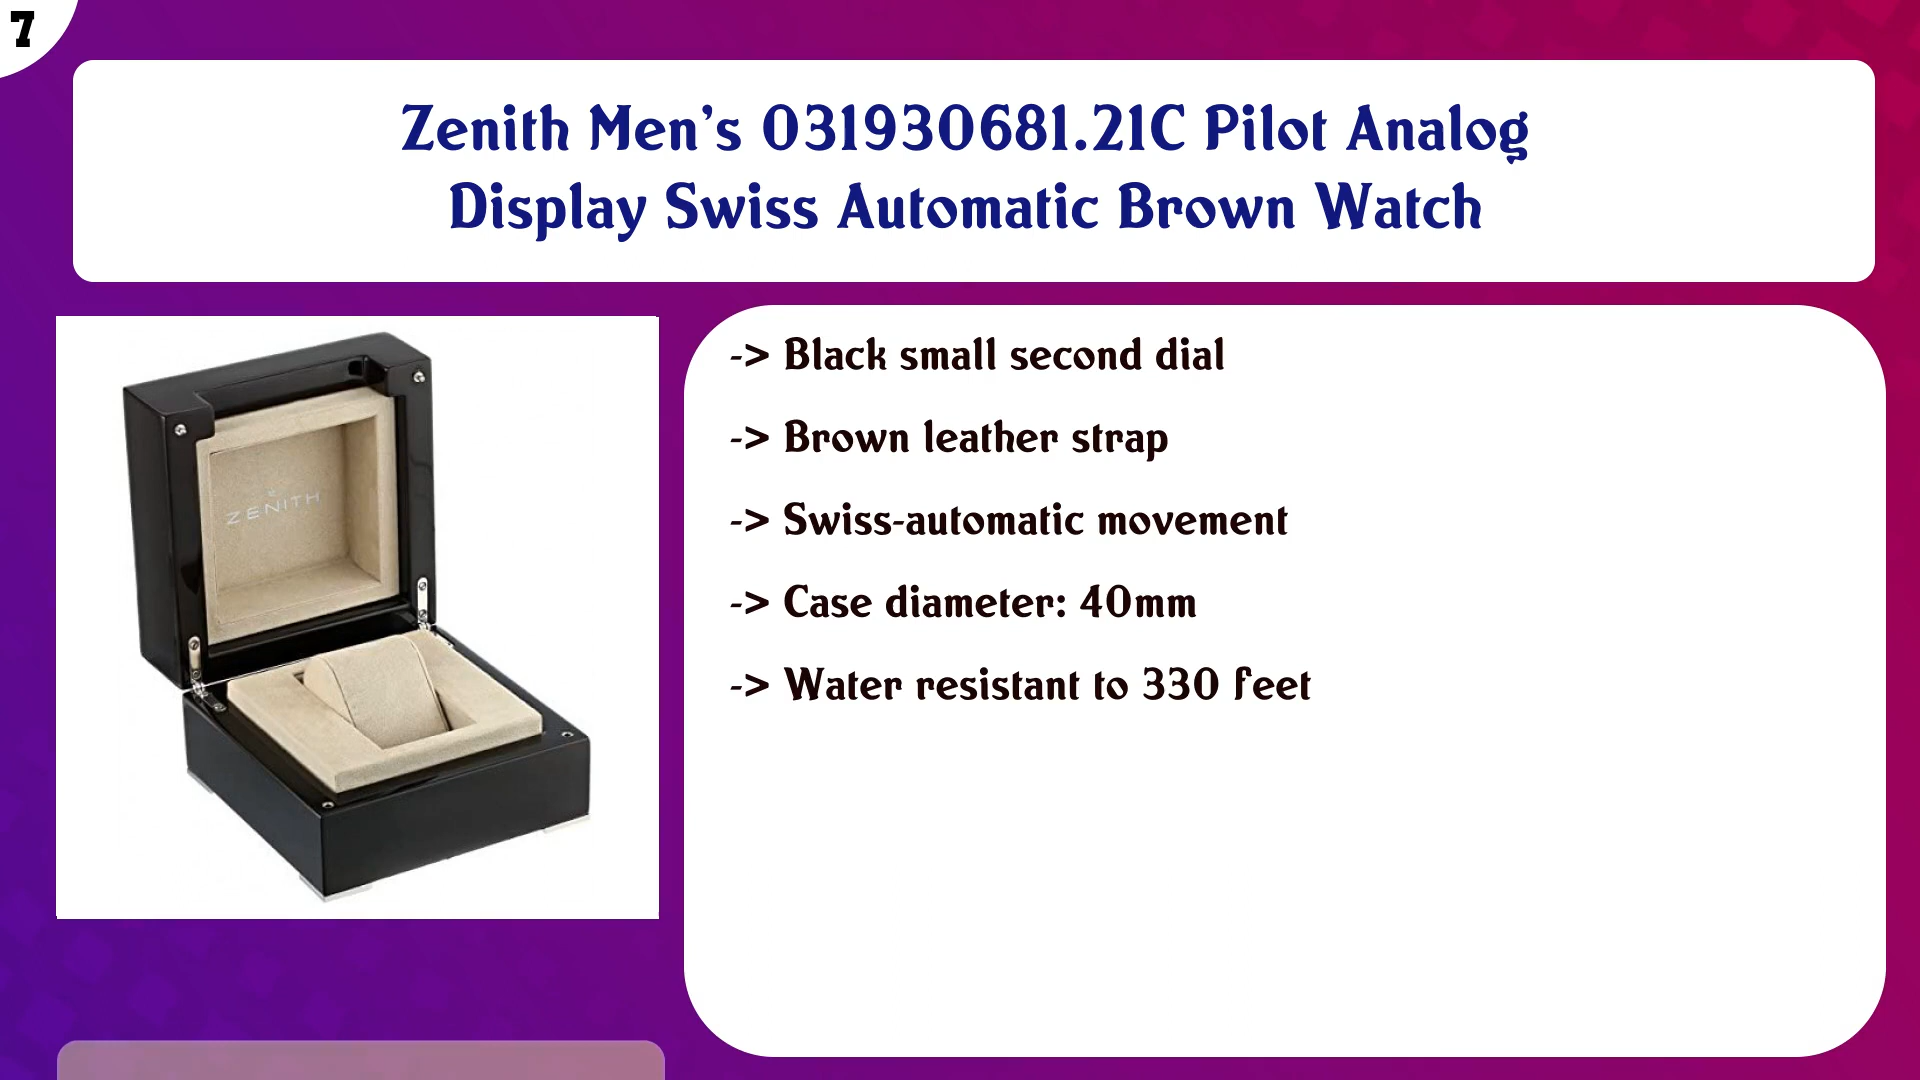 7
Zenith Men's 031930681.21C Pilot Analog
Display Swiss Automatic Brown Watch
ZENITH
-> Black small second dial
-> Brown leather strap
-> Swiss-automatic movement
-> Case diameter: 40mm
-> Water resistant to 330 feet